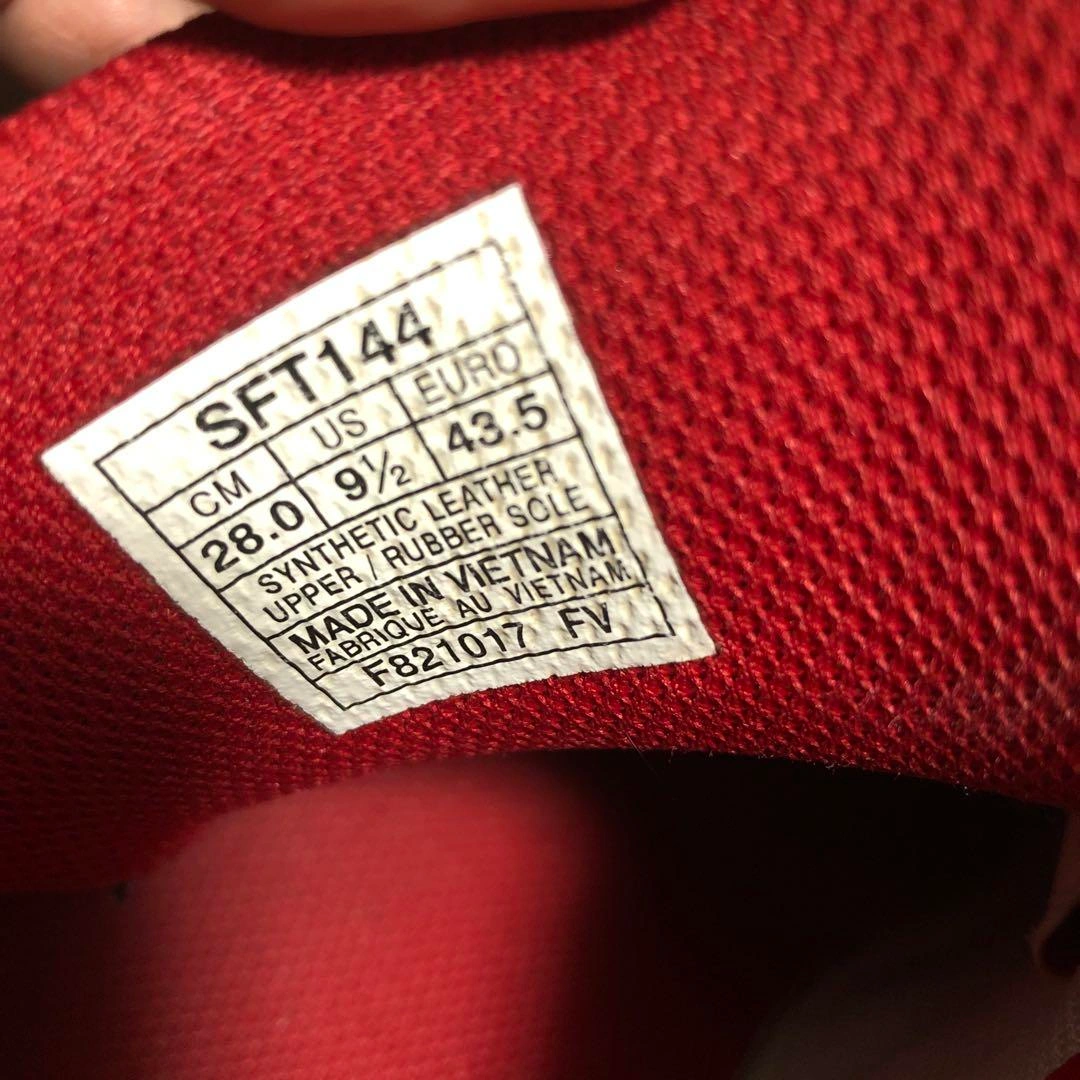 SFT144
CM US EURO
28.0 9½ 43.5
SYNTHETIC LEATHER
UPPER / RUBBER SOLE
MADE IN VIETNAM
FABRIQUE AU VIETNAM
F821017 FV